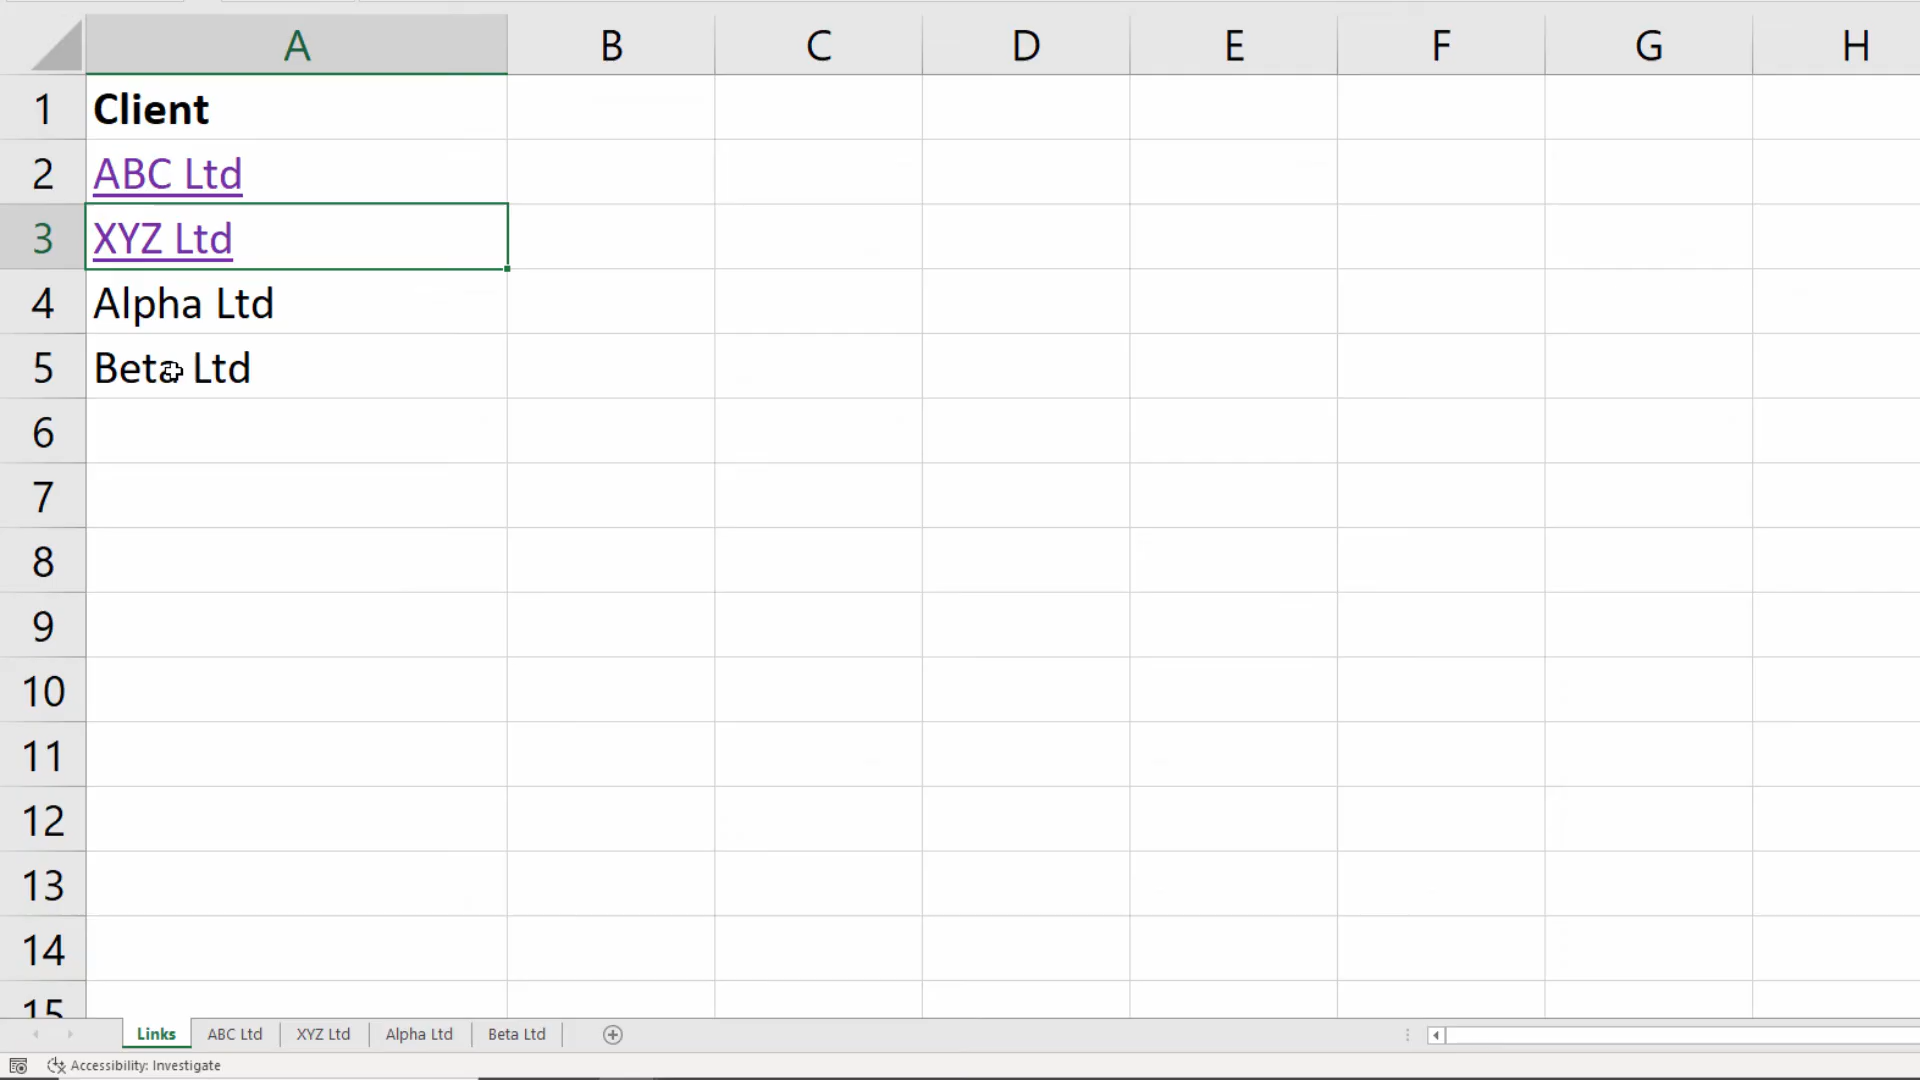 A B C D E F G H
1 Client
2 ABC Ltd
3 XYZ Ltd
4 Alpha Ltd
5 Beta Ltd
6
7
8
9
10
11
12
13
14
15
Links ABC Ltd XYZ Ltd Alpha Ltd Beta Ltd
Accessibility: Investigate